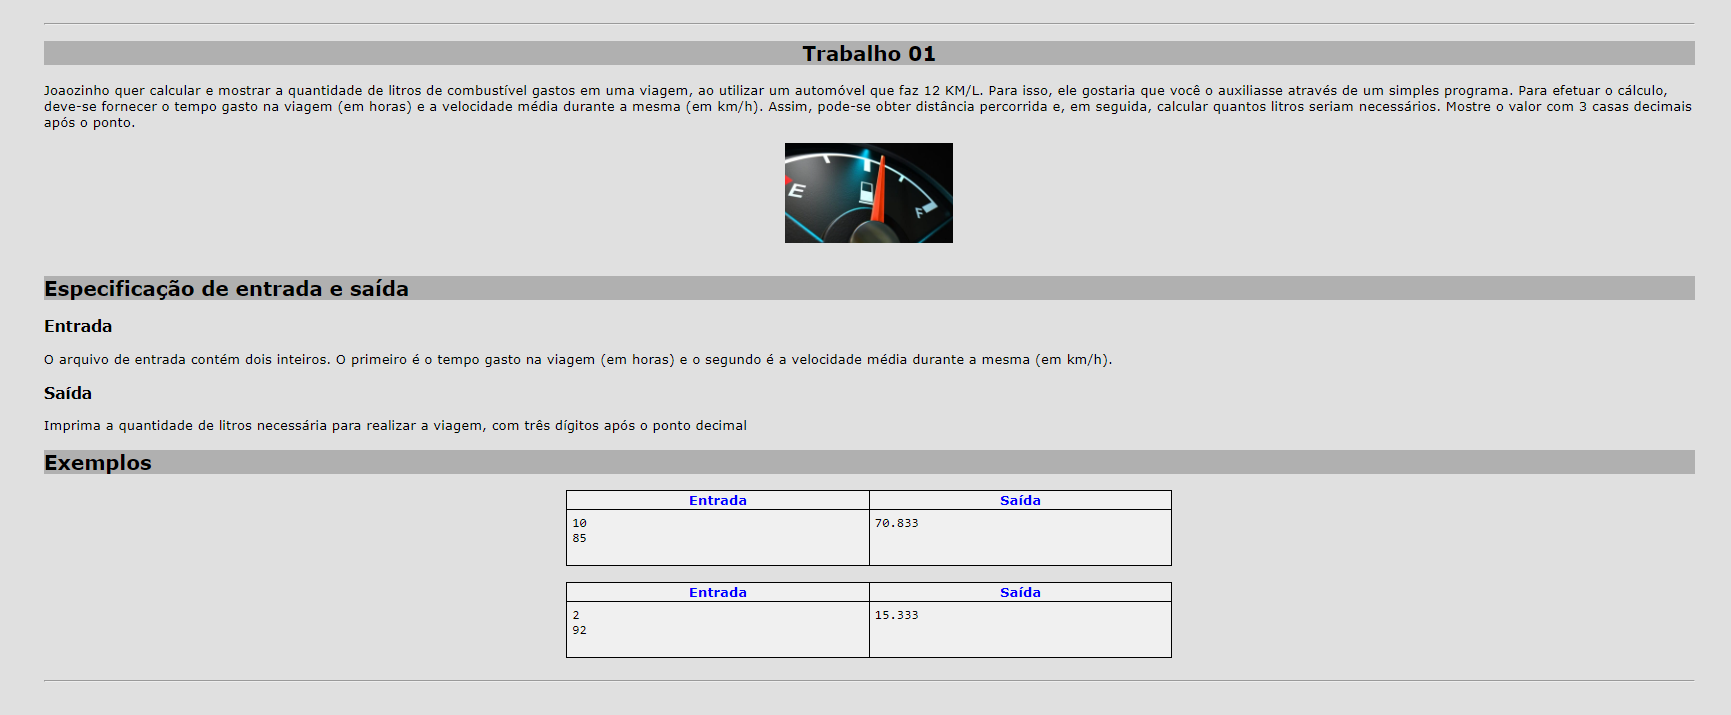 Trabalho 01
Joaozinho quer calcular e mostrar a quantidade de litros de combustível gastos em uma viagem, ao utilizar um automóvel que faz 12 KM/L. Para isso, ele gostaria que você o auxiliasse através de um simples programa. Para efetuar o cálculo,
deve-se fornecer o tempo gasto na viagem (em horas) e a velocidade média durante a mesma (em km/h). Assim, pode-se obter distância percorrida e, em seguida, calcular quantos litros seriam necessários. Mostre o valor com 3 casas decimais
após o ponto.
E
F
Especificação de entrada e saída
Entrada
O arquivo de entrada contém dois inteiros. O primeiro é o tempo gasto na viagem (em horas) e o segundo é a velocidade média durante a mesma (em km/h).
Saída
Imprima a quantidade de litros necessária para realizar a viagem, com três dígitos após o ponto decimal
Exemplos
Entrada Saída
10 70.833
85
Entrada Saída
2 15.333
92